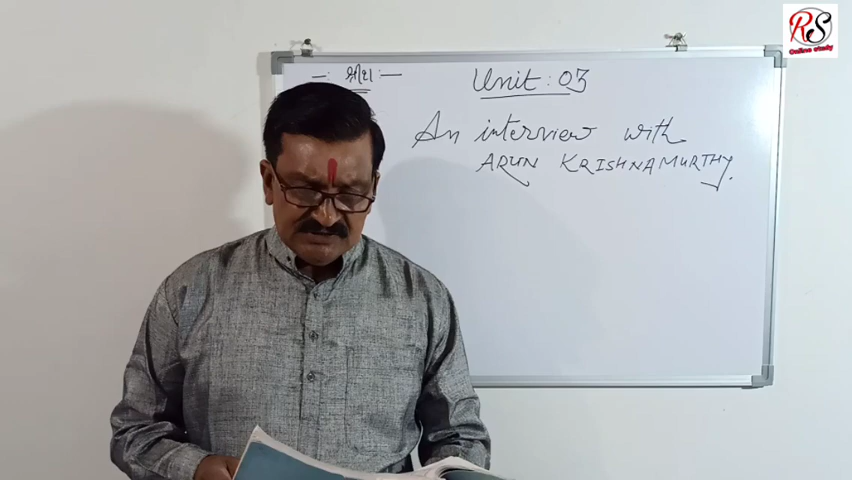 -: श्रीः :-
Unit : 03
An interview with
ARUN KRISHNAMURTHY.
RS
Online study